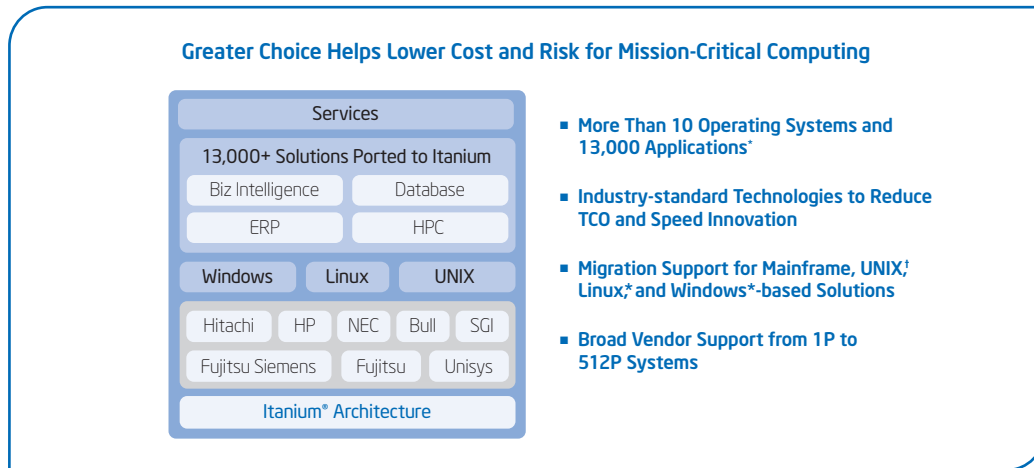 Greater Choice Helps Lower Cost and Risk for Mission-Critical Computing
Services
13,000+ Solutions Ported to Itanium
Biz Intelligence
Database
ERP
HPC
Windows
Linux
UNIX
Hitachi
HP
NEC
Bull
SGI
Fujitsu Siemens
Fujitsu
Unisys
Itanium® Architecture
▪ More Than 10 Operating Systems and
13,000 Applications*
▪ Industry-standard Technologies to Reduce
TCO and Speed Innovation
▪ Migration Support for Mainframe, UNIX,†
Linux,* and Windows*-based Solutions
▪ Broad Vendor Support from 1P to
512P Systems